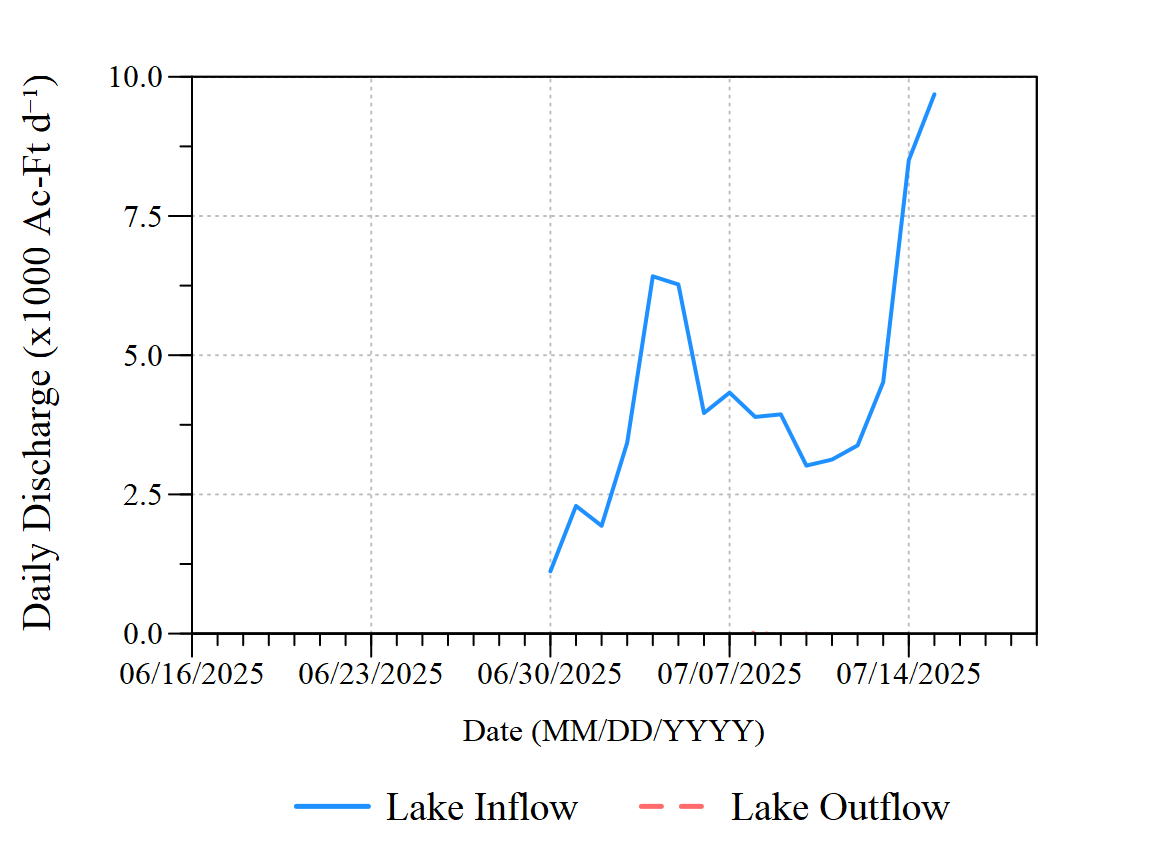 Daily Discharge (x1000 Ac-Ft d⁻¹)
10.0
7.5
5.0
2.5
0.0
06/16/2025 06/23/2025 06/30/2025 07/07/2025 07/14/2025
Date (MM/DD/YYYY)
Lake Inflow Lake Outflow